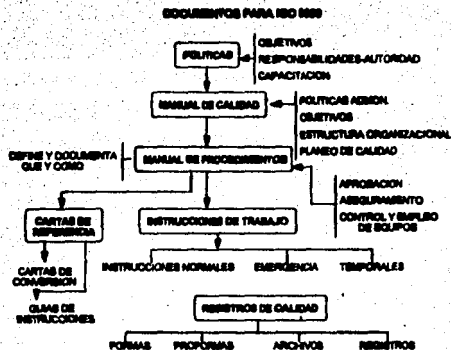 DOCUMENTOS PARA ISO 9000
POLITICAS
OBJETIVOS
RESPONSABILIDADES-AUTORIDAD
CAPACITACION
MANUAL DE CALIDAD
POLITICAS ADMON.
OBJETIVOS
ESTRUCTURA ORGANIZACIONAL
PLANEO DE CALIDAD
DEFINE Y DOCUMENTA
QUE Y COMO
MANUAL DE PROCEDIMIENTOS
APROBACION
ASEGURAMIENTO
CONTROL Y EMPLEO
DE EQUIPOS
CARTAS DE
REFERENCIA
INSTRUCCIONES DE TRABAJO
CARTAS DE
CONVERSION
GUIAS DE
INSTRUCCIONES
INSTRUCCIONES NORMALES
EMERGENCIA
TEMPORALES
REGISTROS DE CALIDAD
FORMAS
PROFORMAS
ARCHIVOS
REGISTROS